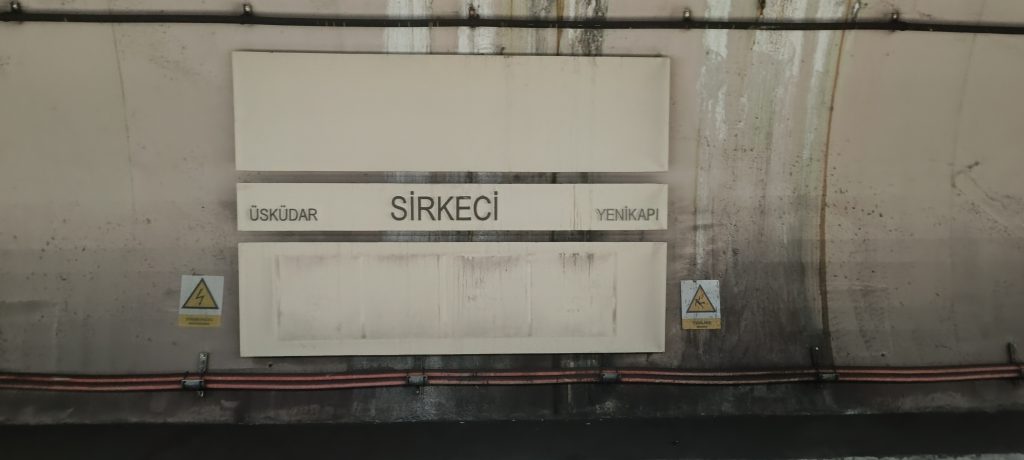 ÜSKÜDAR SİRKECİ YENİKAPI